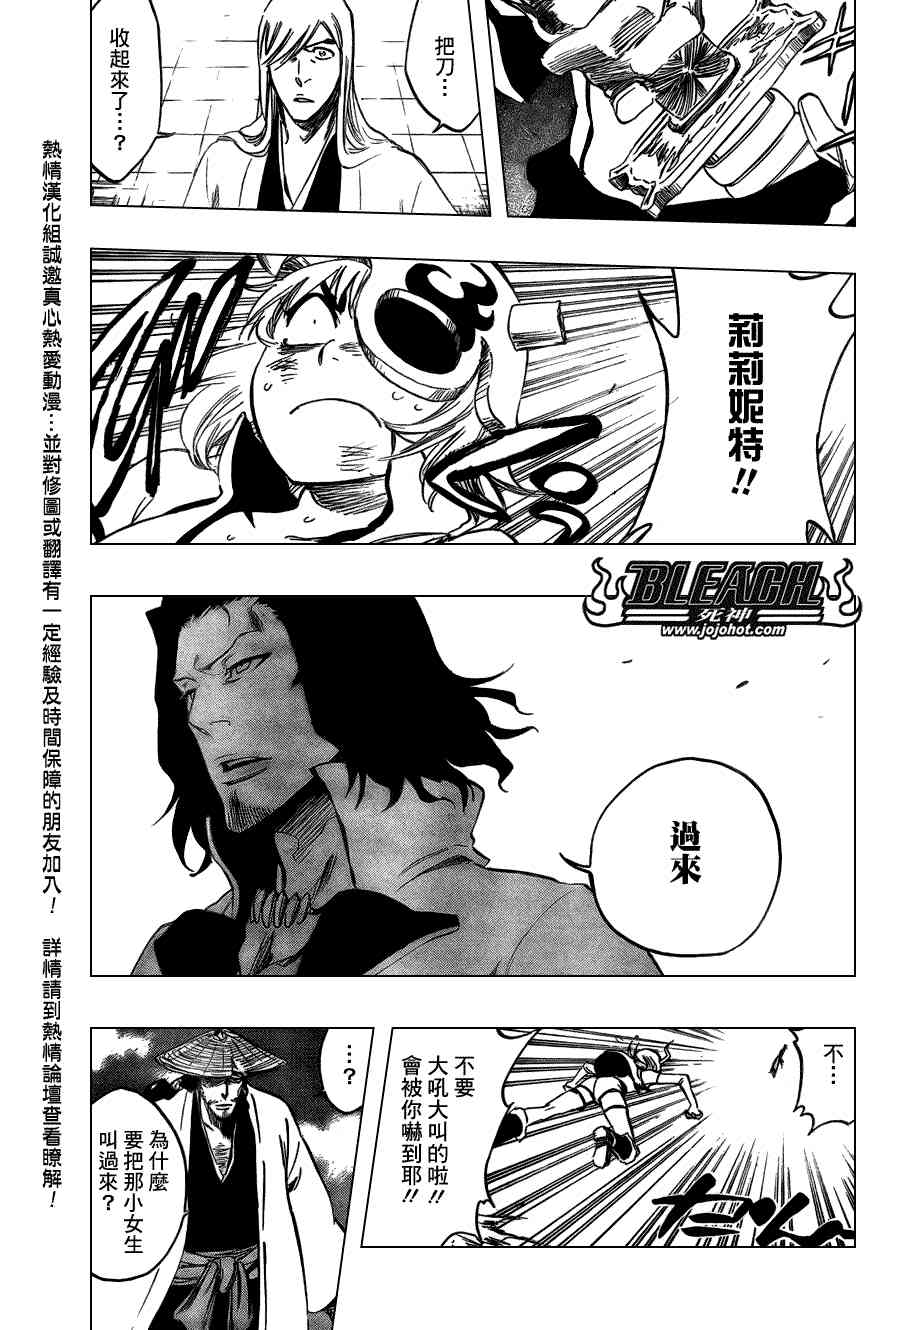 把刀…
收起來了…?
莉莉妮特!!
BLEACH
死神
www.jojohot.com
過來
不…
不要
大吼大叫的啦!!
會被你嚇到耶!!
…?
為什麼
要把那小女生
叫過來?
熱情漢化組誠邀真心熱愛動漫…並對修圖或翻譯有一定經驗及時間保障的朋友加入! 詳情請到熱情論壇查看瞭解!